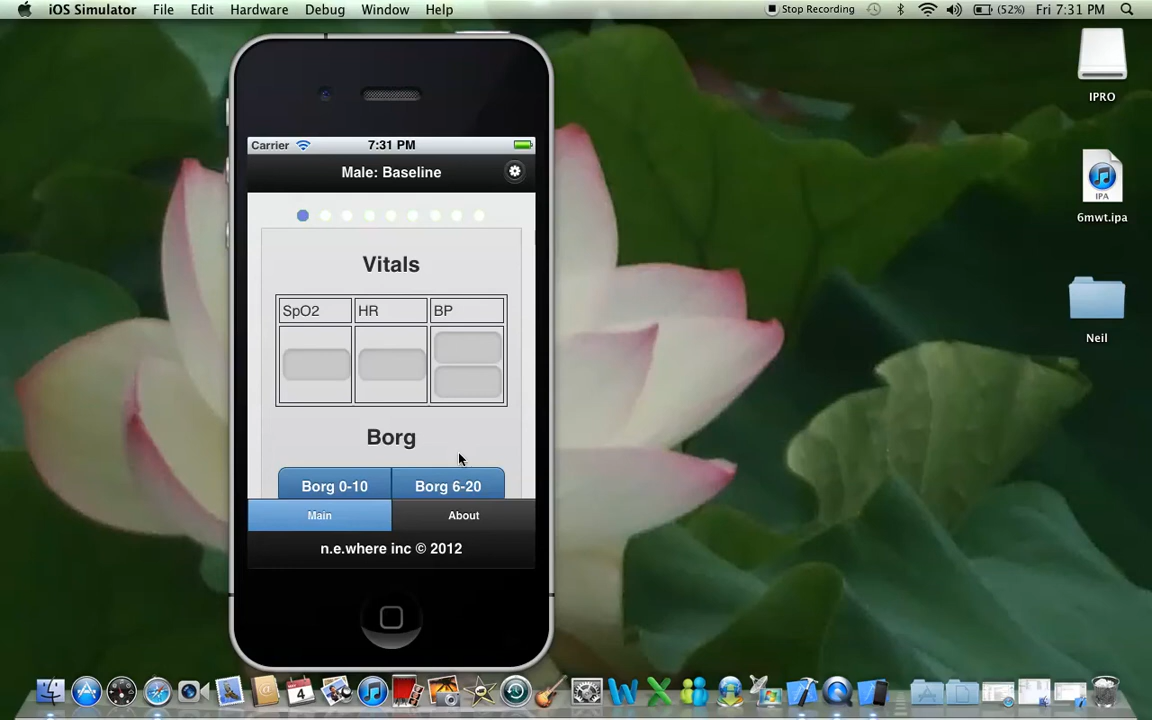 iOS Simulator File Edit Hardware Debug Window Help Stop Recording (52%) Fri 7:31 PM
IPRO
IPA
6mwt.ipa
Neil
Carrier 7:31 PM
Male: Baseline
Vitals
SpO2 HR BP
Borg
Borg 0-10 Borg 6-20
Main About
n.e.where inc © 2012
4